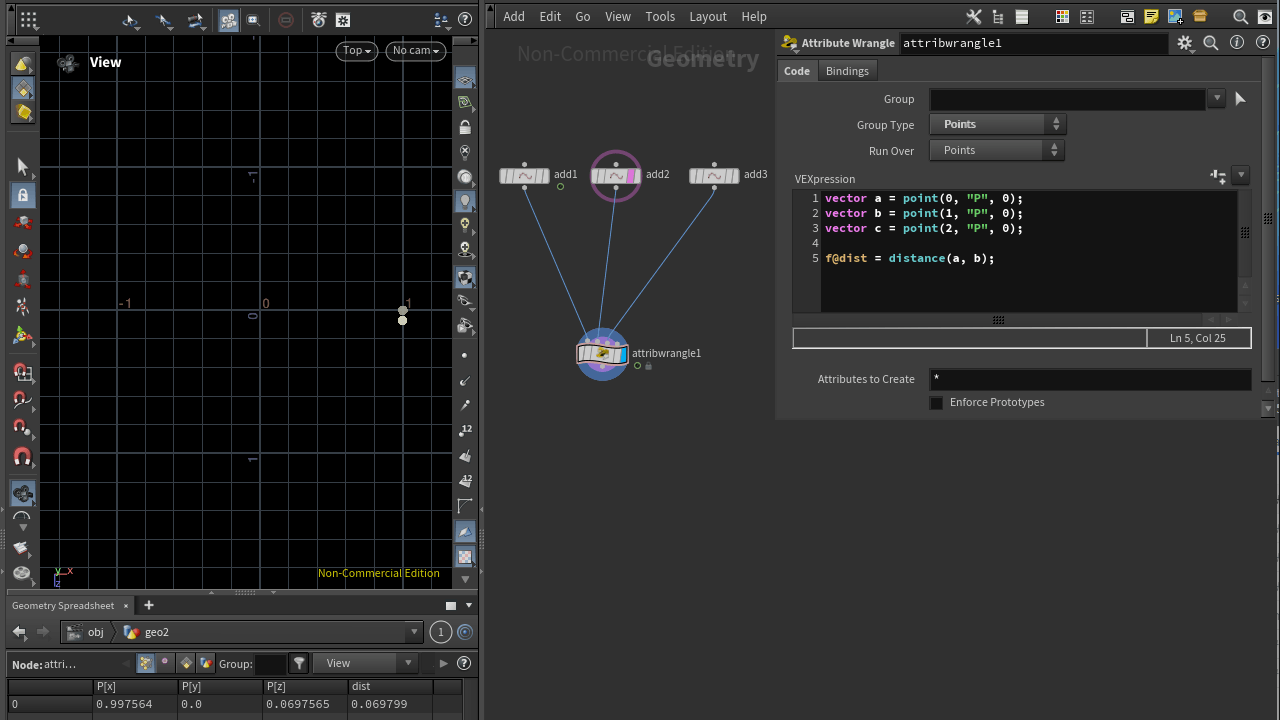 Add Edit Go View Tools Layout Help
View
Top
No cam
-1
-1
0
1
0
1
12
12
y x
z
Non-Commercial Edition
Geometry Spreadsheet × +
obj geo2 1
Node: attri... Group: View
P[x] P[y] P[z] dist
0 0.997564 0.0 0.0697565 0.069799
Non-Commercial Edition
Geometry
add1
add2
add3
attribwrangle1
Attribute Wrangle attribwrangle1
Code Bindings
Group
Group Type Points
Run Over Points
VEXpression
1 vector a = point(0, "P", 0);
2 vector b = point(1, "P", 0);
3 vector c = point(2, "P", 0);
4
5 f@dist = distance(a, b);
Ln 5, Col 25
Attributes to Create *
Enforce Prototypes